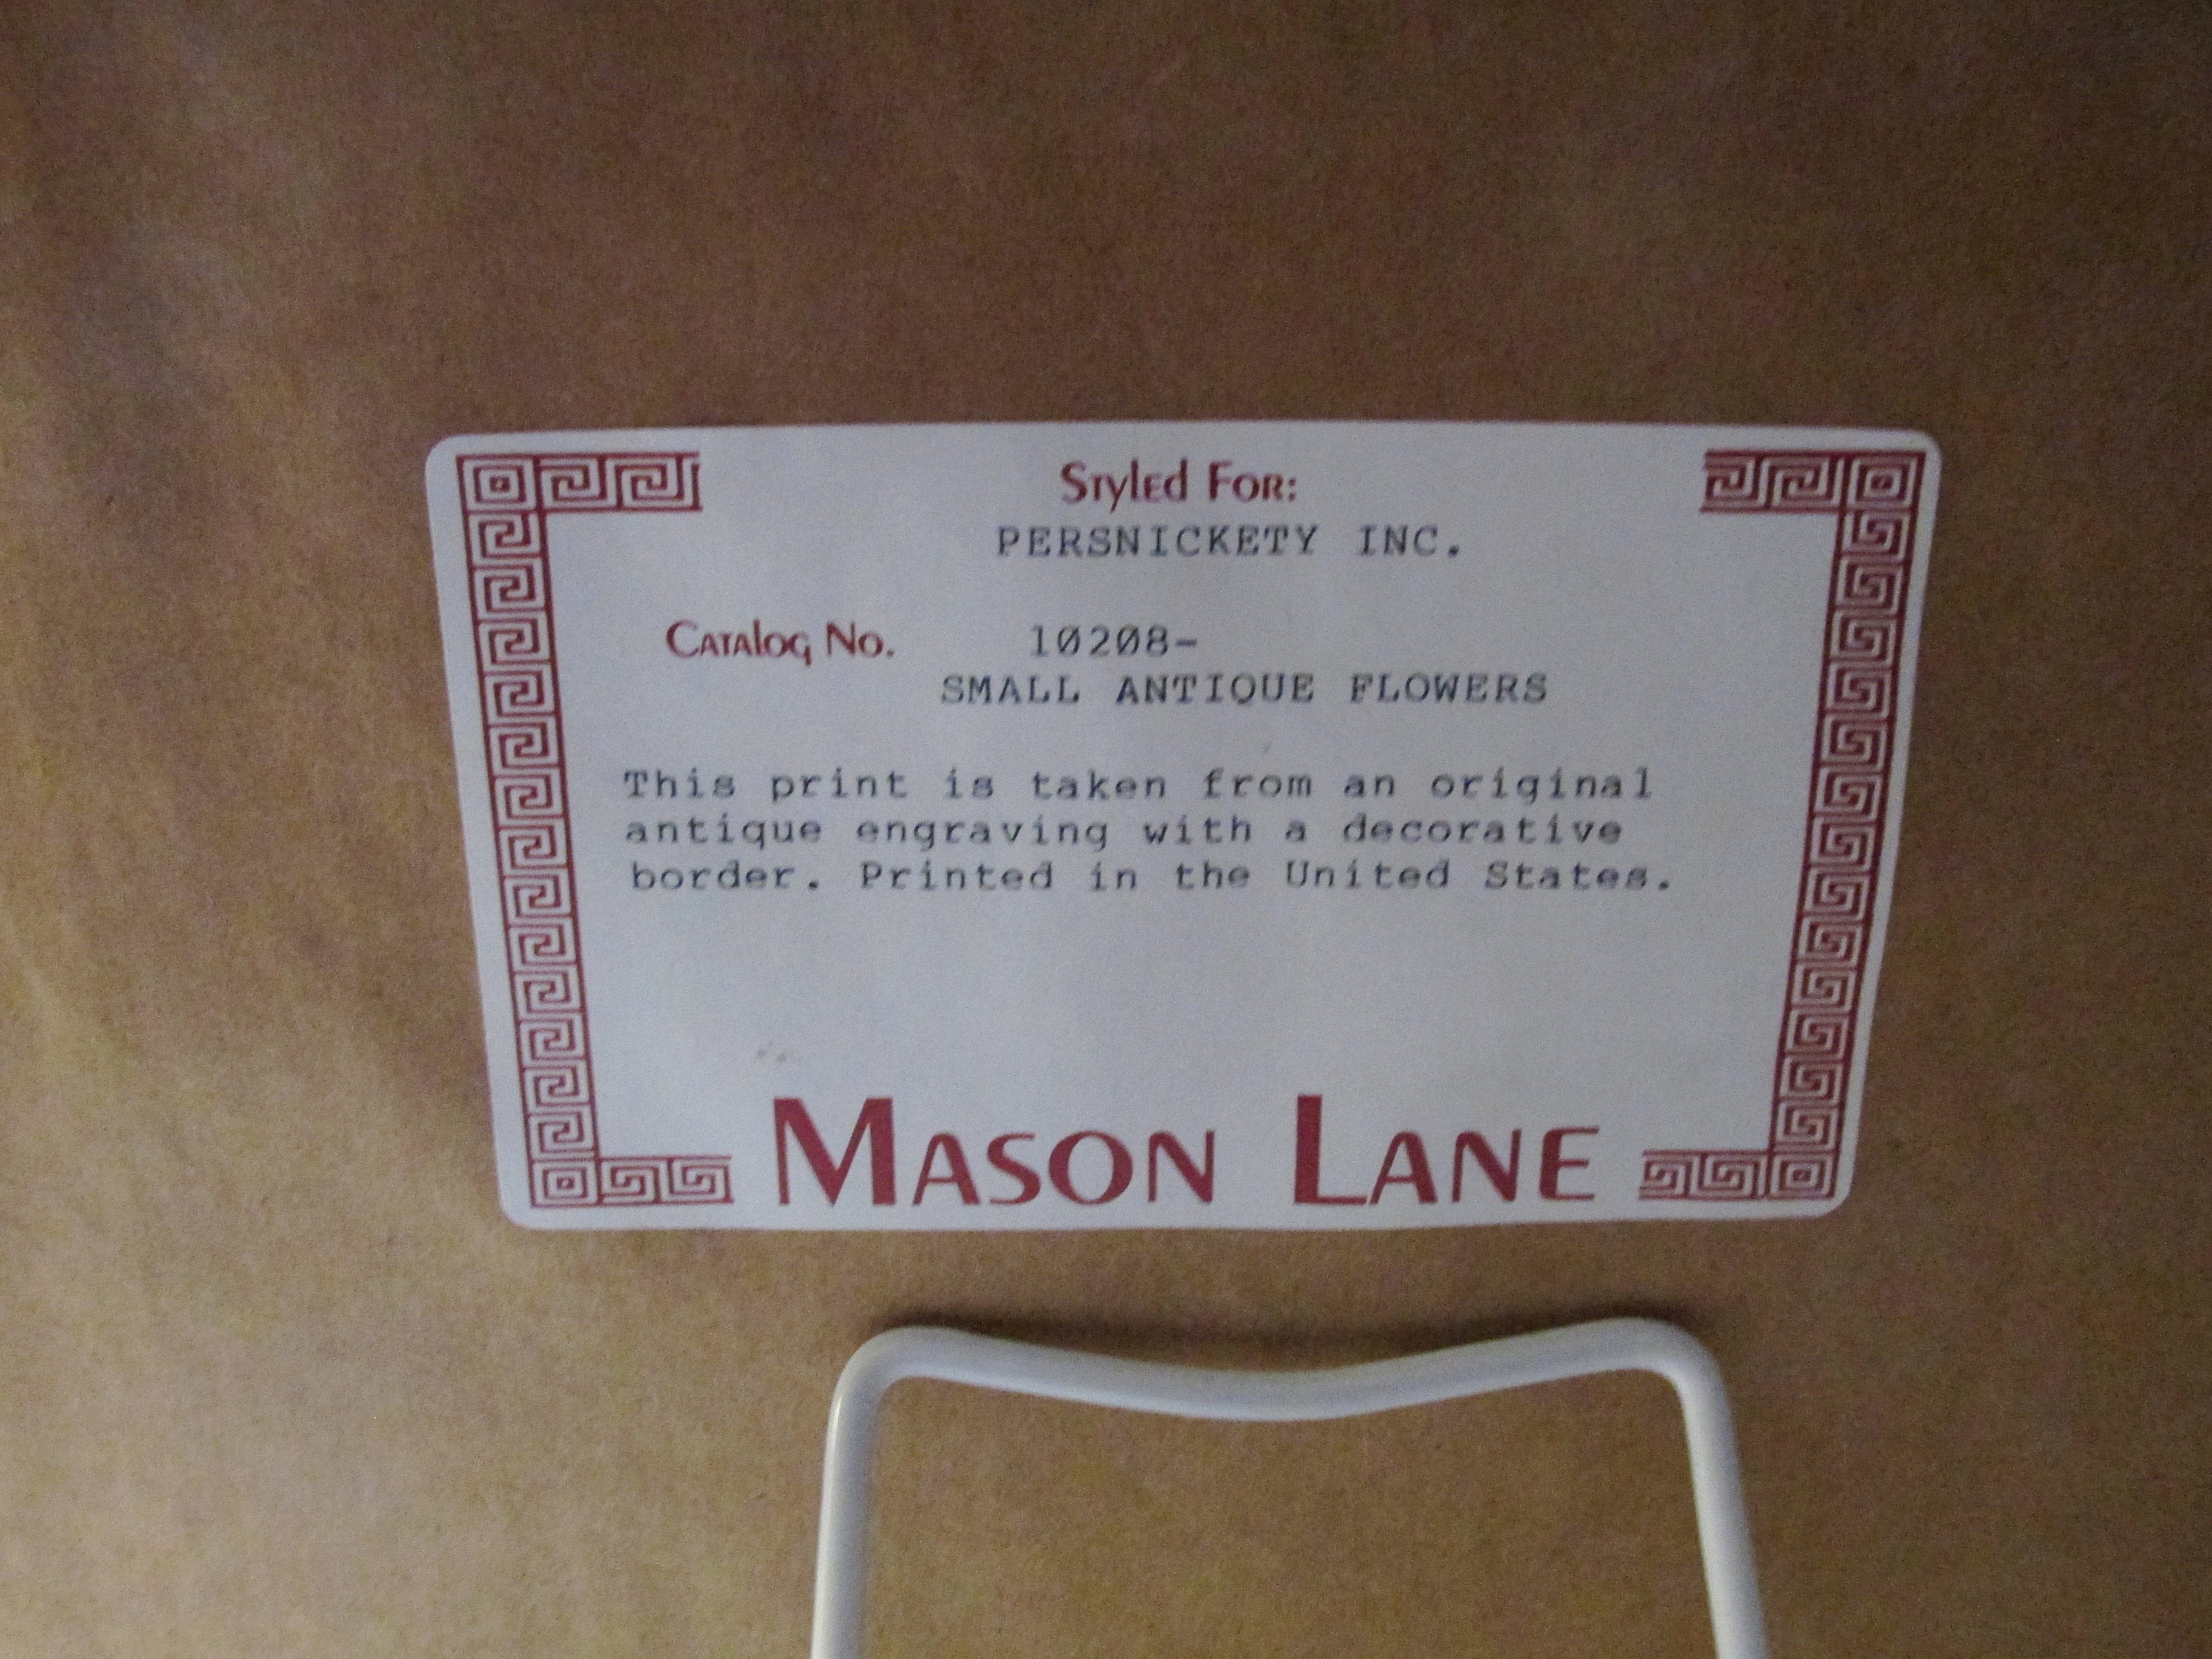 Styled For:
PERSNICKETY INC.
Catalog No. 10208-
SMALL ANTIQUE FLOWERS
This print is taken from an original
antique engraving with a decorative
border. Printed in the United States.
MASON LANE